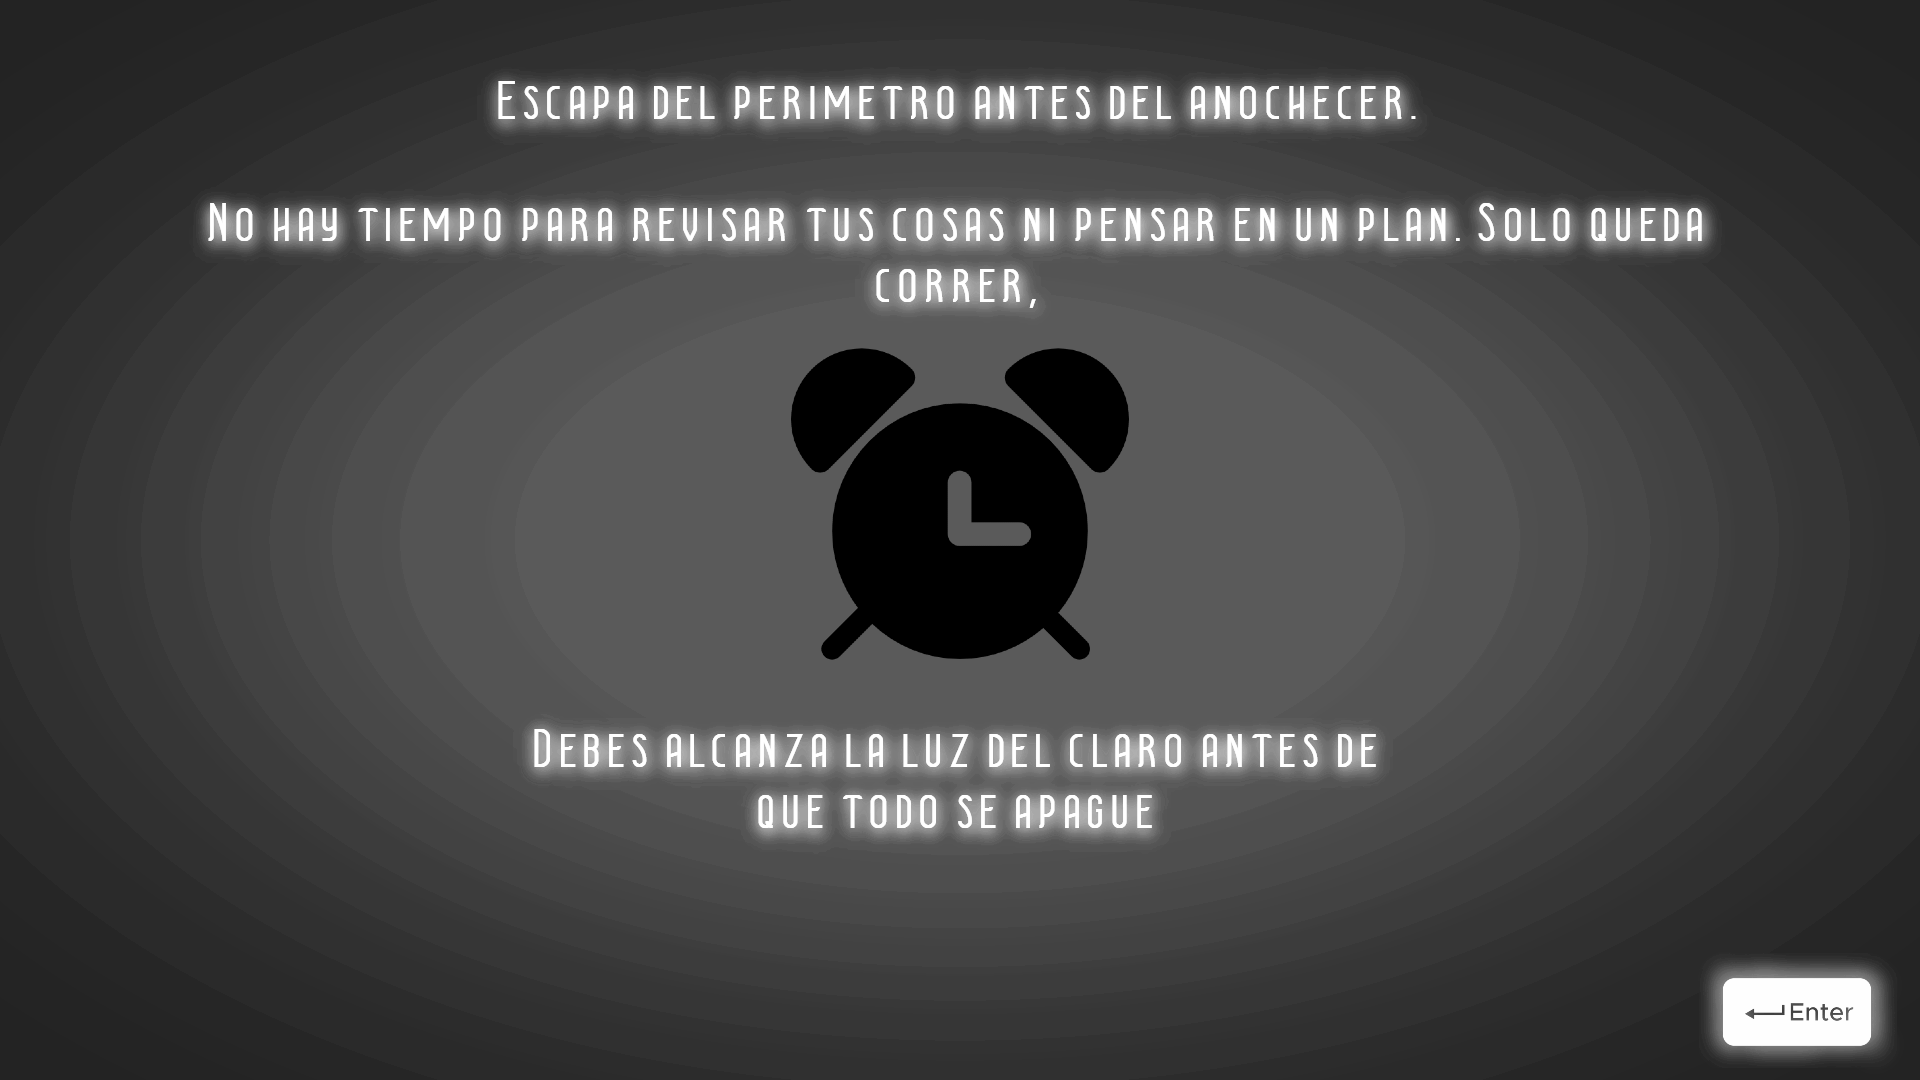 Escapa del perimetro antes del anochecer.
No hay tiempo para revisar tus cosas ni pensar en un plan. Solo queda
correr,
Debes alcanza la luz del claro antes de
que todo se apague
Enter